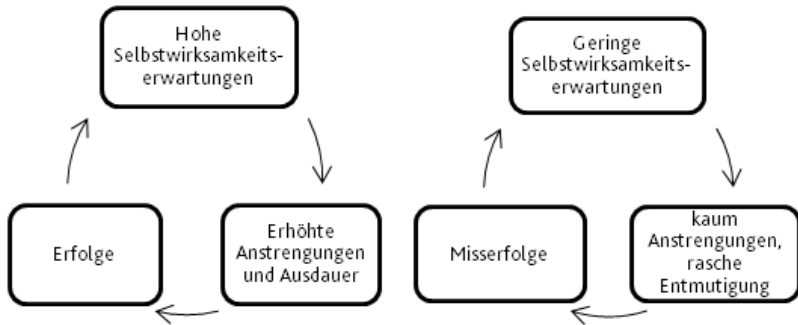 Hohe
Selbstwirksamkeits-
erwartungen
Erfolge
Erhöhte
Anstrengungen
und Ausdauer
Geringe
Selbstwirksamkeits-
erwartungen
Misserfolge
kaum
Anstrengungen,
rasche
Entmutigung